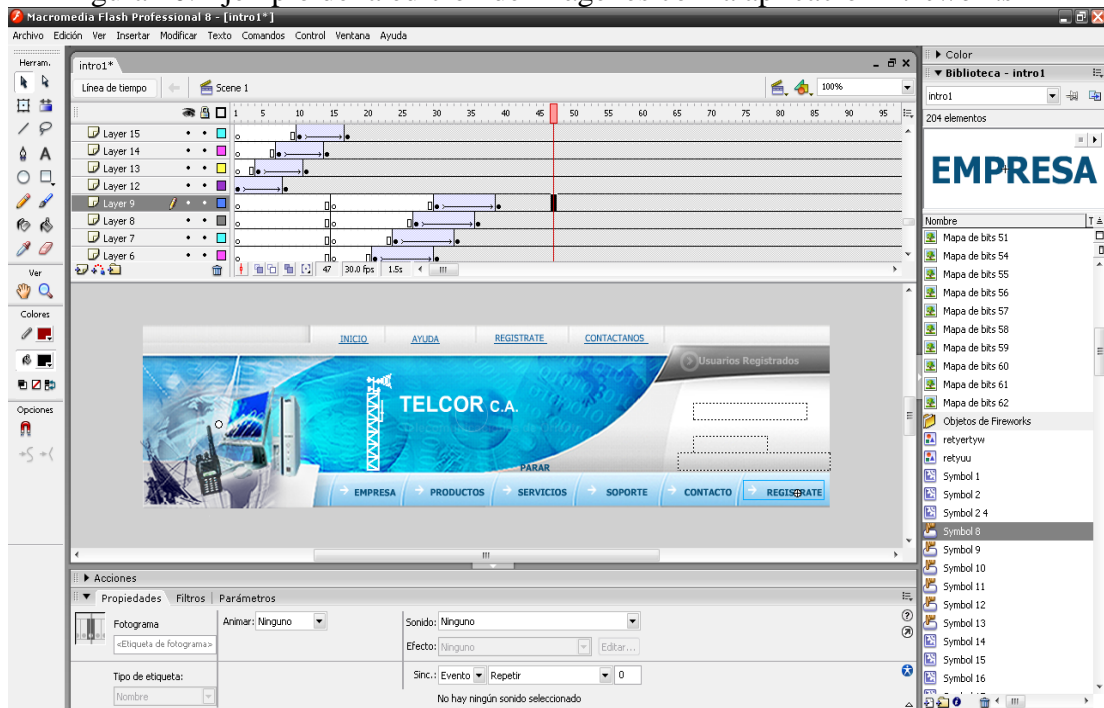 Macromedia Flash Professional 8 - [intro1*]
Archivo Edición Ver Insertar Modificar Texto Comandos Control Ventana Ayuda
Herram.
Ver
Colores
Opciones
intro1*
Línea de tiempo
Scene 1
100%
1 5 10 15 20 25 30 35 40 45 50 55 60 65 70 75 80 85 90 95
Layer 15
Layer 14
Layer 13
Layer 12
Layer 9
Layer 8
Layer 7
Layer 6
47 30.0 fps 1.5s
INICIO AYUDA REGISTRATE CONTACTANOS
Usuarios Registrados
TELCOR C.A.
PARAR
EMPRESA PRODUCTOS SERVICIOS SOPORTE CONTACTO REGISTRATE
Acciones
Propiedades Filtros Parámetros
Fotograma
<Etiqueta de fotograma>
Tipo de etiqueta:
Nombre
Animar: Ninguno
Sonido: Ninguno
Efecto: Ninguno Editar...
Sinc.: Evento Repetir 0
No hay ningún sonido seleccionado
Color
Biblioteca - intro1
intro1
204 elementos
EMPRESA
Nombre T
Mapa de bits 51
Mapa de bits 54
Mapa de bits 55
Mapa de bits 56
Mapa de bits 57
Mapa de bits 58
Mapa de bits 59
Mapa de bits 60
Mapa de bits 61
Mapa de bits 62
Objetos de Fireworks
retyertyw
retyuu
Symbol 1
Symbol 2
Symbol 2 4
Symbol 8
Symbol 9
Symbol 10
Symbol 11
Symbol 12
Symbol 13
Symbol 14
Symbol 15
Symbol 16